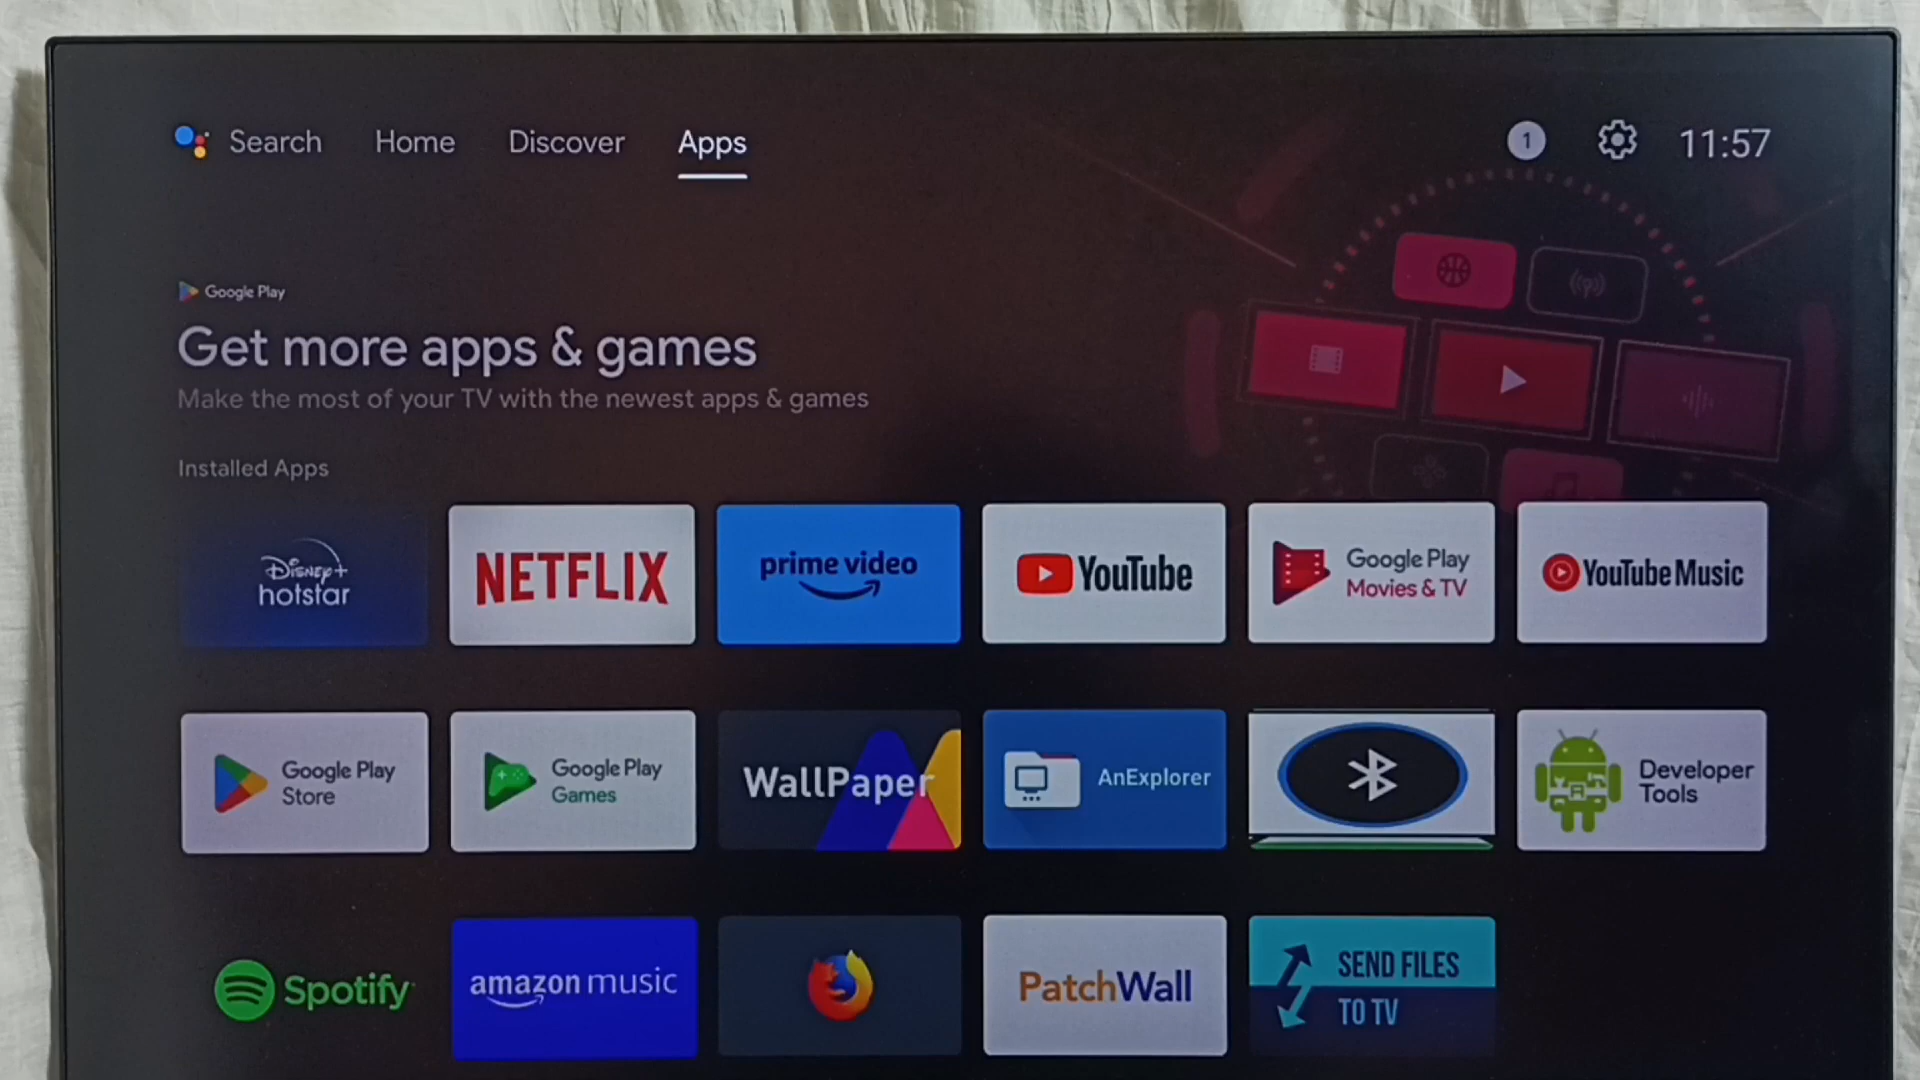 Search Home Discover Apps
1 11:57
Google Play
Get more apps & games
Make the most of your TV with the newest apps & games
Installed Apps
Disney+
hotstar
NETFLIX
prime video
YouTube
Google Play
Movies & TV
YouTube Music
Google Play
Store
Google Play
Games
WallPaper
AnExplorer
Developer
Tools
Spotify
amazon music
PatchWall
SEND FILES
TO TV